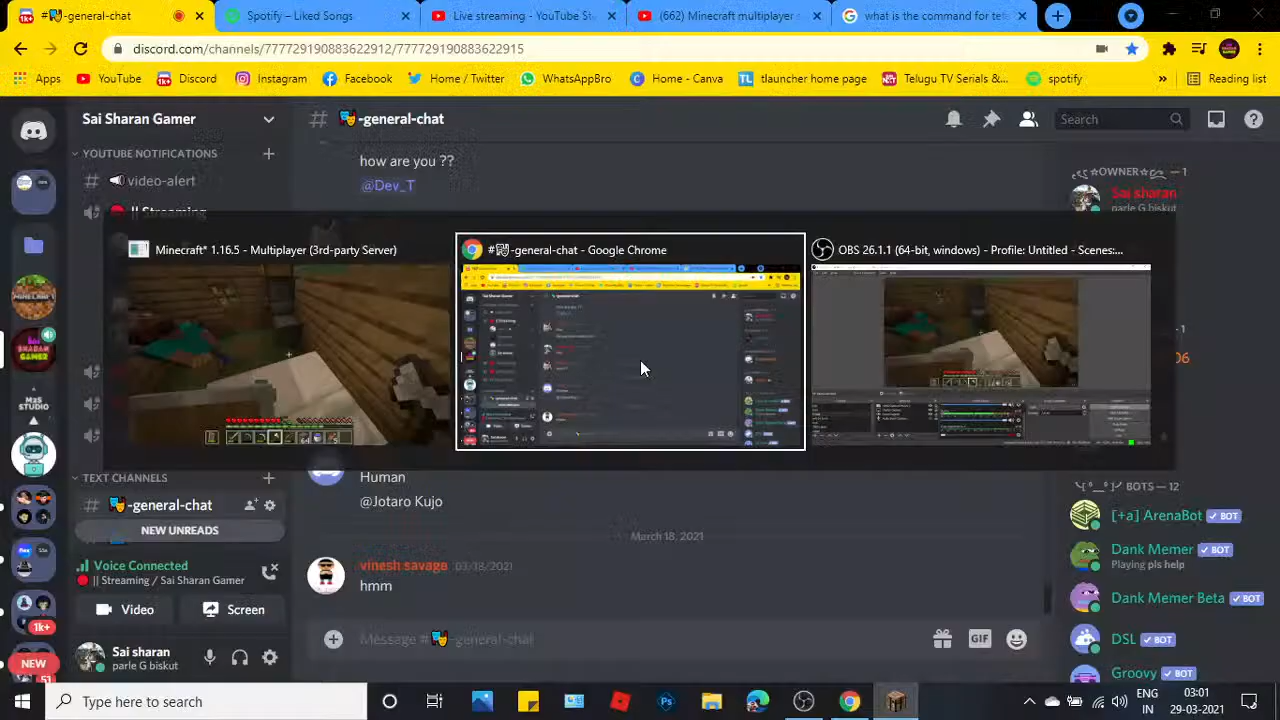 #-general-chat
Spotify – Liked Songs
Live streaming - YouTube St
(662) Minecraft multiplayer s
what is the command for tele
discord.com/channels/777729190883622912/777729190883622915
Apps
YouTube
Discord
Instagram
Facebook
Home / Twitter
WhatsAppBro
Home - Canva
tlauncher home page
Telugu TV Serials &...
spotify
»
Reading list
Sai Sharan Gamer
# -general-chat
Search
YOUTUBE NOTIFICATIONS
video-alert
|| Streaming
how are you ??
@Dev_T
OWNER — 1
Sai sharan
parle G biskut
Minecraft* 1.16.5 - Multiplayer (3rd-party Server)
#-general-chat - Google Chrome
OBS 26.1.1 (64-bit, windows) - Profile: Untitled - Scenes:...
M2S
STUDIO
Human
@Jotaro Kujo
March 18, 2021
vinesh savage 03/18/2021
hmm
TEXT CHANNELS
-general-chat
NEW UNREADS
Voice Connected
|| Streaming / Sai Sharan Gamer
Video
Screen
Sai sharan
parle G biskut
1K+
NEW
51
Message #-general-chat
GIF
BOTS — 12
[+a] ArenaBot BOT
Dank Memer BOT
Playing pls help
Dank Memer Beta BOT
DSL BOT
Groovy BOT
Type here to search
ENG
IN
03:01
29-03-2021